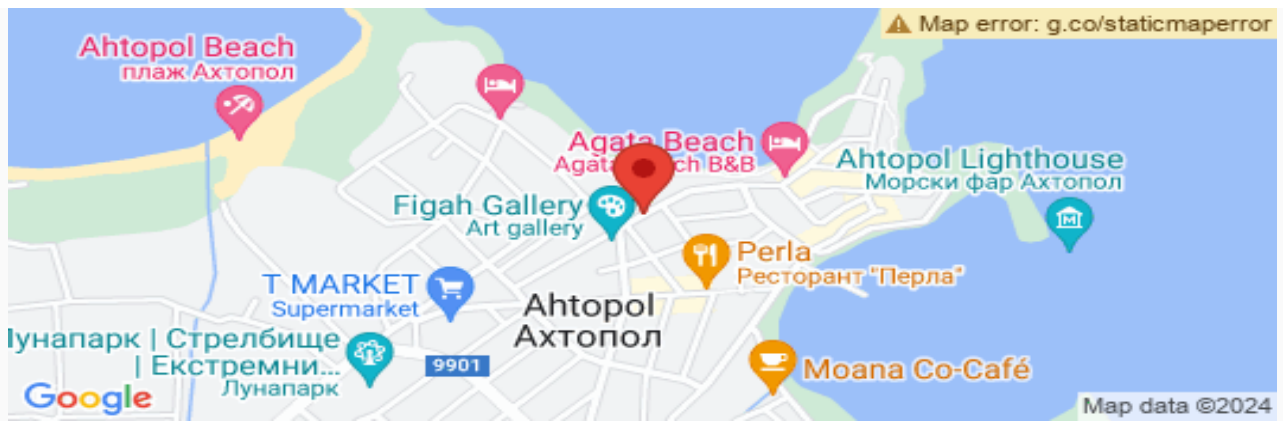 Map error: g.co/staticmaperror
Ahtopol Beach
плаж Ахтопол
Agata Beach
Agata Beach B&B
Ahtopol Lighthouse
Морски фар Ахтопол
Figah Gallery
Art gallery
Perla
Ресторант "Перла"
T MARKET
Supermarket
Ahtopol
Ахтопол
Лунапарк | Стрелбище
| Екстремни...
Лунапарк
9901
Moana Co-Café
Google
Map data ©2024